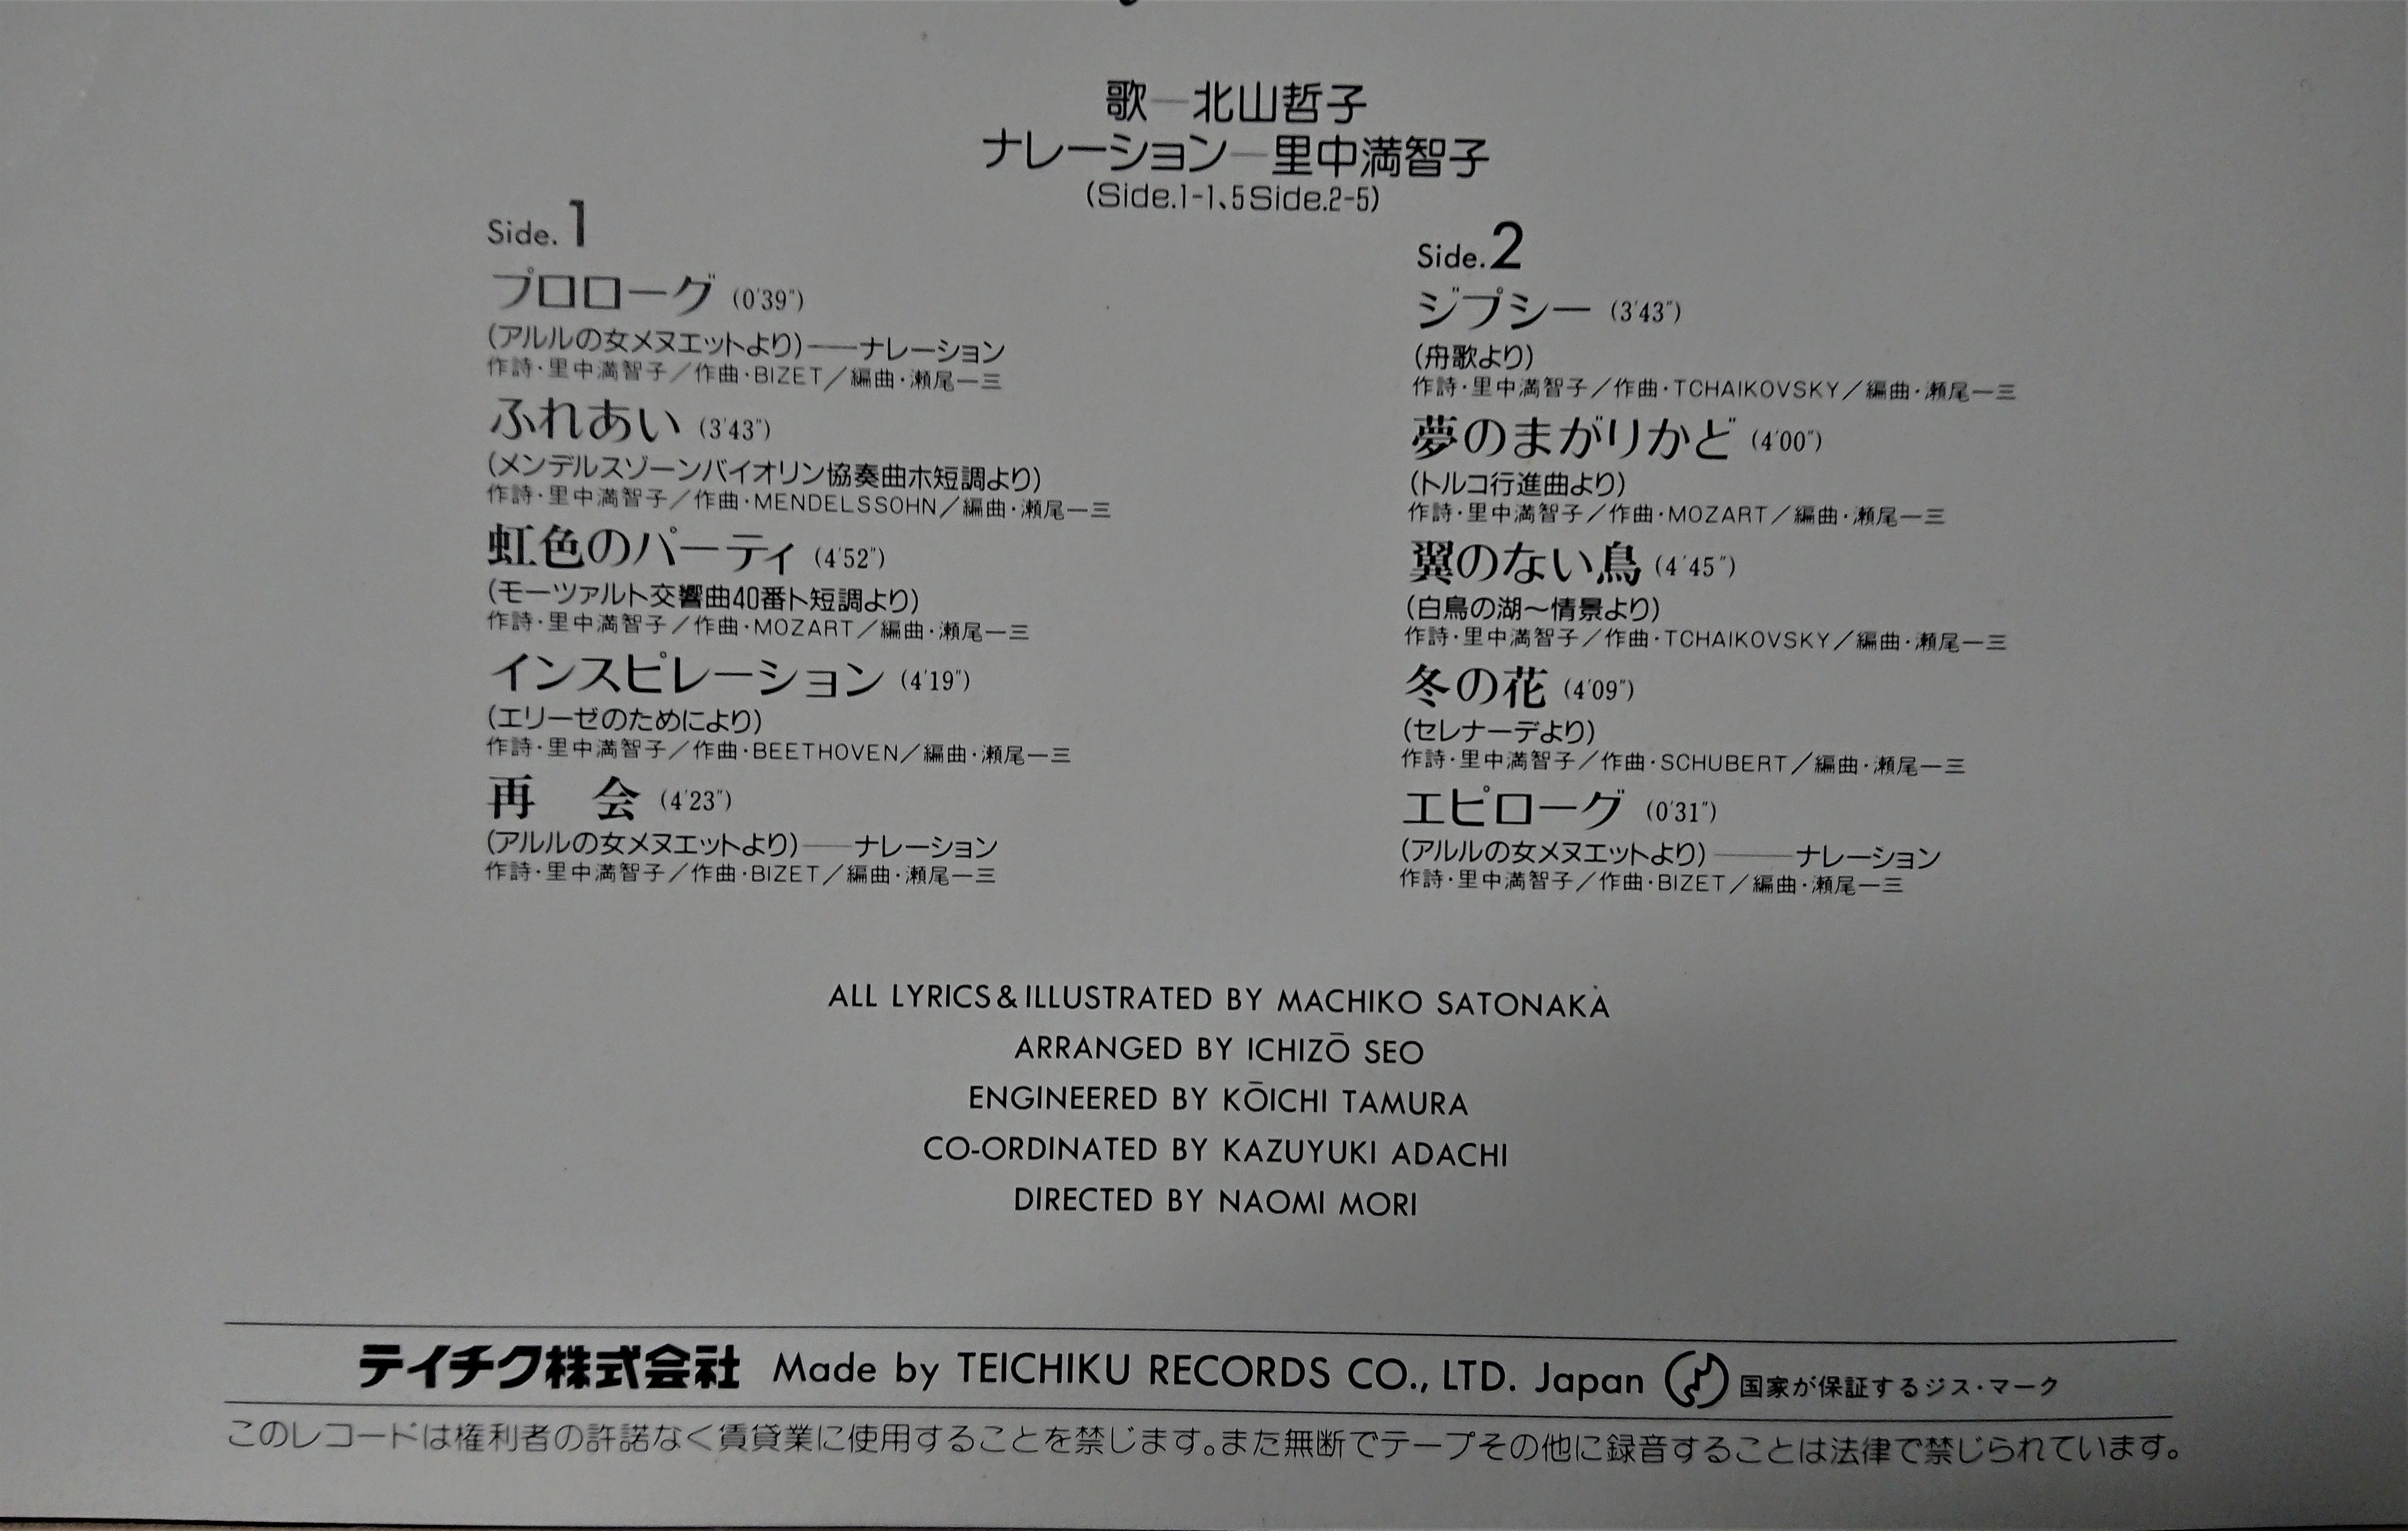 歌―北山哲子
ナレーション―里中満智子
(Side.1-1、5 Side.2-5)
Side.1
プロローグ (0'39")
(アルルの女メヌエットより)――ナレーション
作詩・里中満智子／作曲・BIZET／編曲・瀬尾一三
ふれあい (3'43")
(メンデルスゾーンバイオリン協奏曲ホ短調より)
作詩・里中満智子／作曲・MENDELSSOHN／編曲・瀬尾一三
虹色のパーティ (4'52")
(モーツァルト交響曲40番ト短調より)
作詩・里中満智子／作曲・MOZART／編曲・瀬尾一三
インスピレーション (4'19")
(エリーゼのためにより)
作詩・里中満智子／作曲・BEETHOVEN／編曲・瀬尾一三
再　会 (4'23")
(アルルの女メヌエットより)――ナレーション
作詩・里中満智子／作曲・BIZET／編曲・瀬尾一三
Side.2
ジプシー (3'43")
(舟歌より)
作詩・里中満智子／作曲・TCHAIKOVSKY／編曲・瀬尾一三
夢のまがりかど (4'00")
(トルコ行進曲より)
作詩・里中満智子／作曲・MOZART／編曲・瀬尾一三
翼のない鳥 (4'45")
(白鳥の湖〜情景より)
作詩・里中満智子／作曲・TCHAIKOVSKY／編曲・瀬尾一三
冬の花 (4'09")
(セレナーデより)
作詩・里中満智子／作曲・SCHUBERT／編曲・瀬尾一三
エピローグ (0'31")
(アルルの女メヌエットより)―――ナレーション
作詩・里中満智子／作曲・BIZET／編曲・瀬尾一三
ALL LYRICS & ILLUSTRATED BY MACHIKO SATONAKA
ARRANGED BY ICHIZŌ SEO
ENGINEERED BY KŌICHI TAMURA
CO-ORDINATED BY KAZUYUKI ADACHI
DIRECTED BY NAOMI MORI
テイチク株式会社 Made by TEICHIKU RECORDS CO., LTD. Japan 国家が保証するジス・マーク
このレコードは権利者の許諾なく賃貸業に使用することを禁じます。また無断でテープその他に録音することは法律で禁じられています。